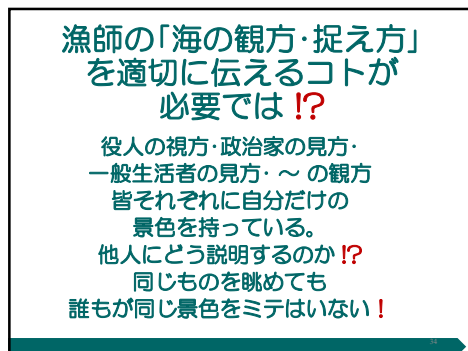 漁師の「海の観方・捉え方」
を適切に伝えるコトが
必要では !?
役人の視方・政治家の見方・
一般生活者の見方・ ～ の観方
皆それぞれに自分だけの
景色を持っている。
他人にどう説明するのか !?
同じものを眺めても
誰もが同じ景色をミテはいない !
34